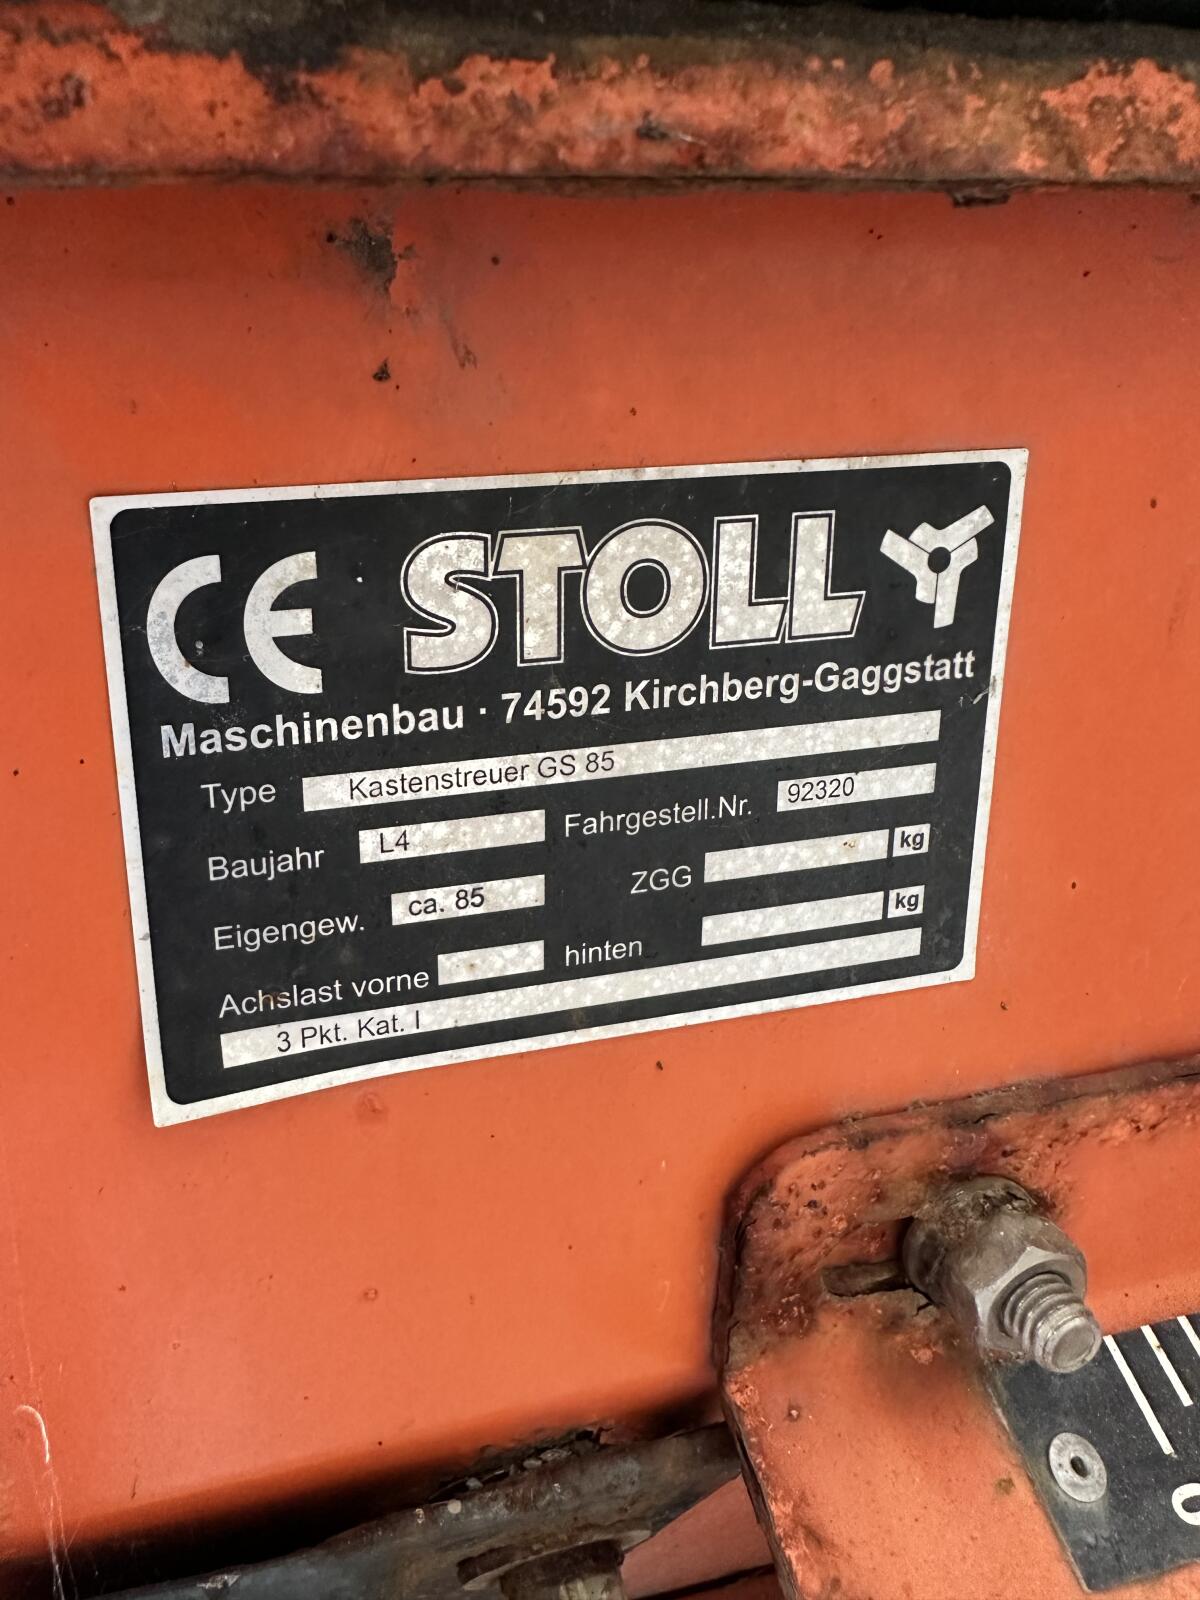 CE STOLL
Maschinenbau · 74592 Kirchberg-Gaggstatt
Type Kastenstreuer GS 85
Baujahr L4 Fahrgestell.Nr. 92320
Eigengew. ca. 85 ZGG kg
Achslast vorne hinten kg
3 Pkt. Kat. I